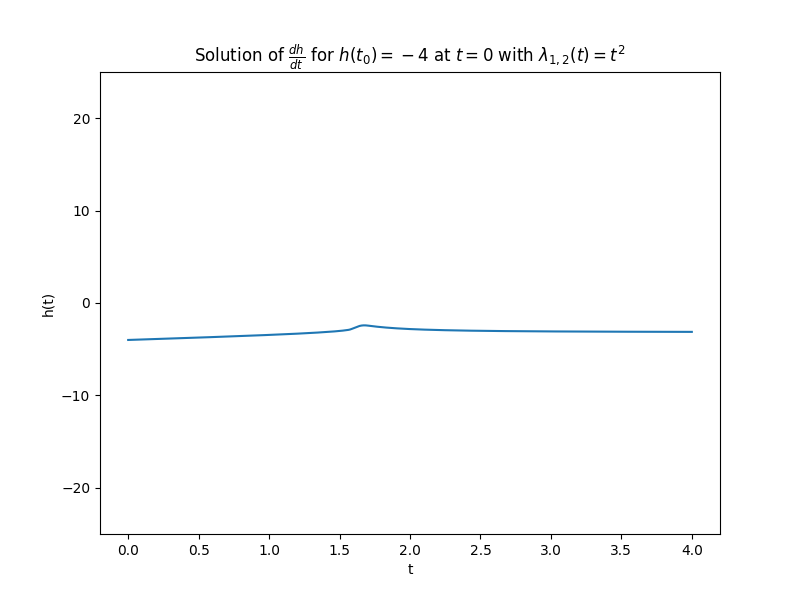 Solution of $\frac{dh}{dt}$ for $h(t_0) = -4$ at $t = 0$ with $\lambda_{1,2}(t) = t^2$
20
10
0
−10
−20
h(t)
0.0 0.5 1.0 1.5 2.0 2.5 3.0 3.5 4.0
t